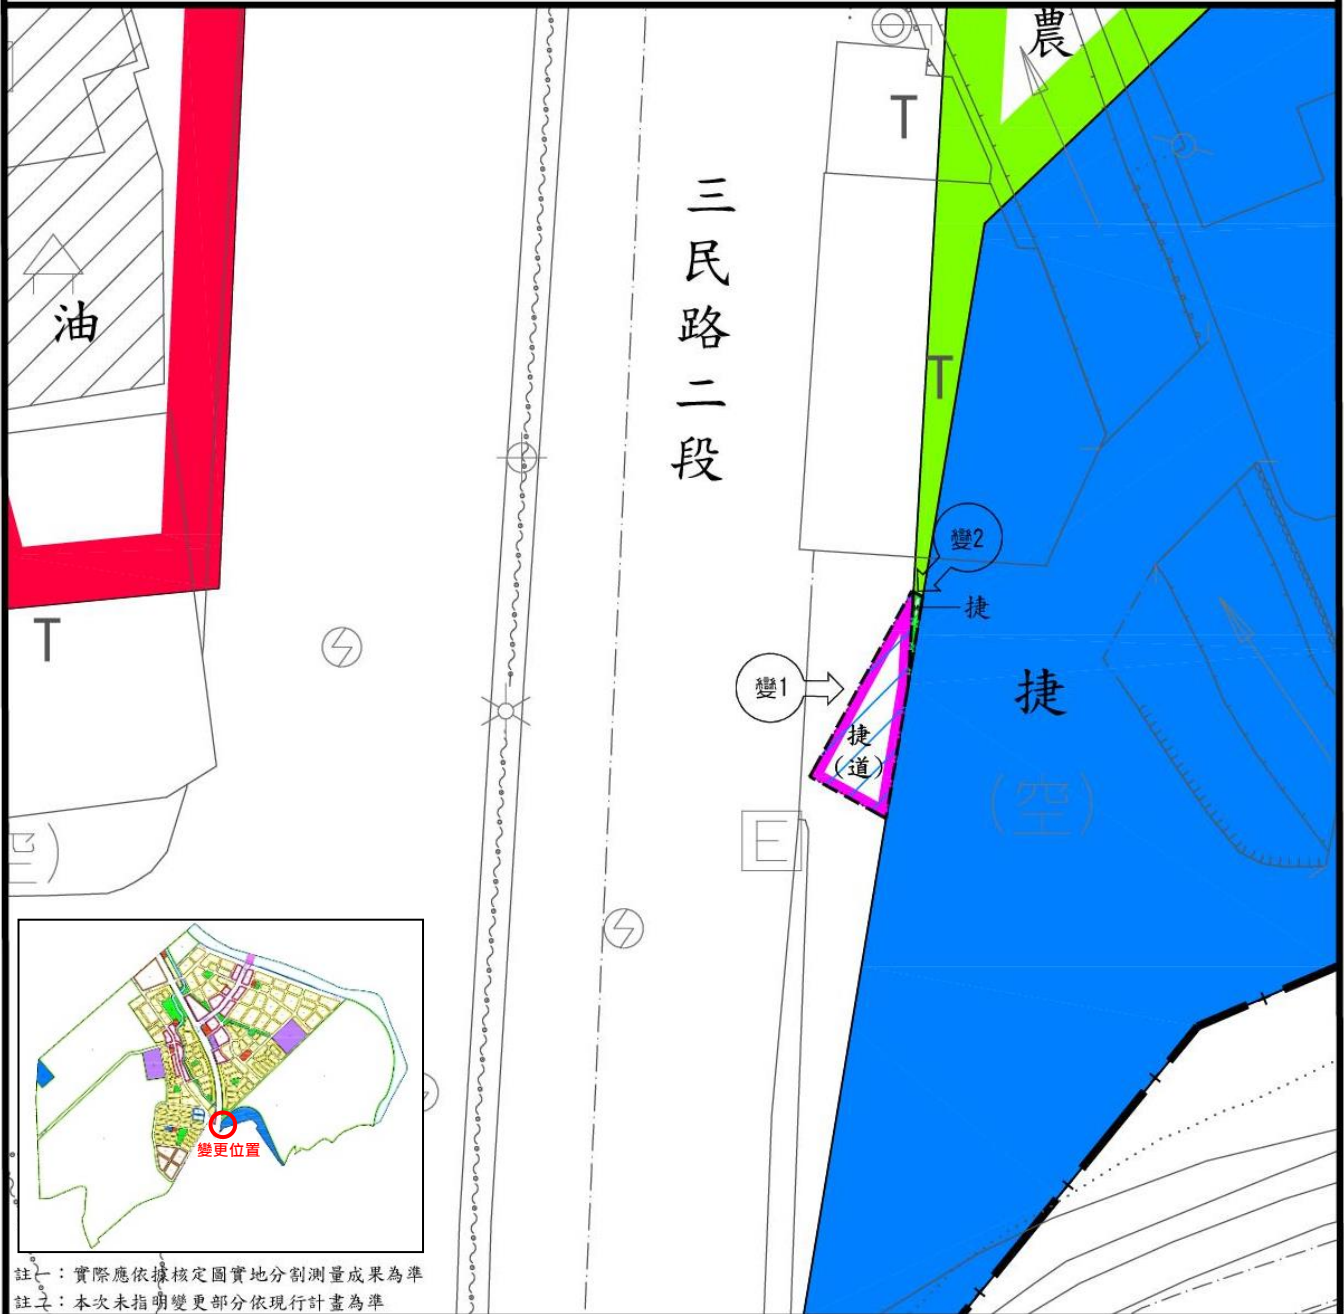 農
T
三民路二段
油
T
變2
捷
T
變1
捷
(道)
捷
(空)
E
變更位置
註一：實際應依據核定圖實地分割測量成果為準
註二：本次未指明變更部分依現行計畫為準